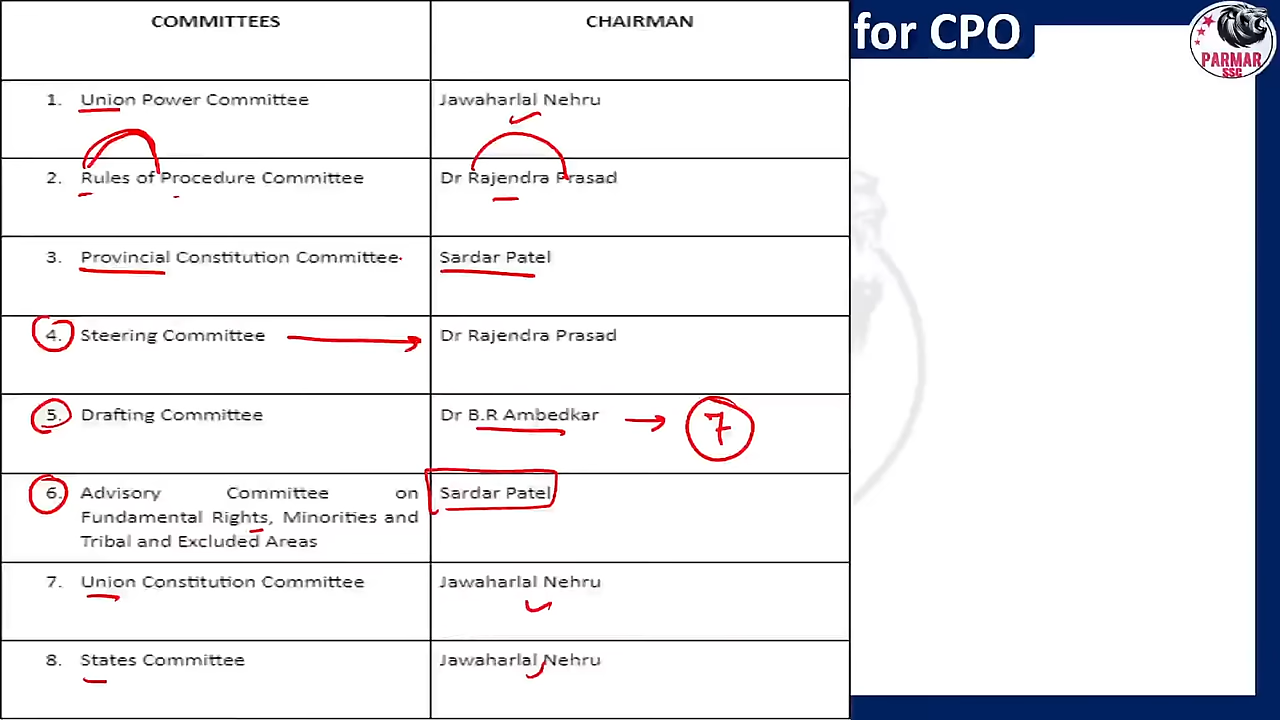 COMMITTEES CHAIRMAN
for CPO
PARMAR
SSC
1. Union Power Committee Jawaharlal Nehru
2. Rules of Procedure Committee Dr Rajendra Prasad
3. Provincial Constitution Committee Sardar Patel
4. Steering Committee Dr Rajendra Prasad
5. Drafting Committee Dr B.R Ambedkar 7
6. Advisory Committee on Sardar Patel
Fundamental Rights, Minorities and
Tribal and Excluded Areas
7. Union Constitution Committee Jawaharlal Nehru
8. States Committee Jawaharlal Nehru